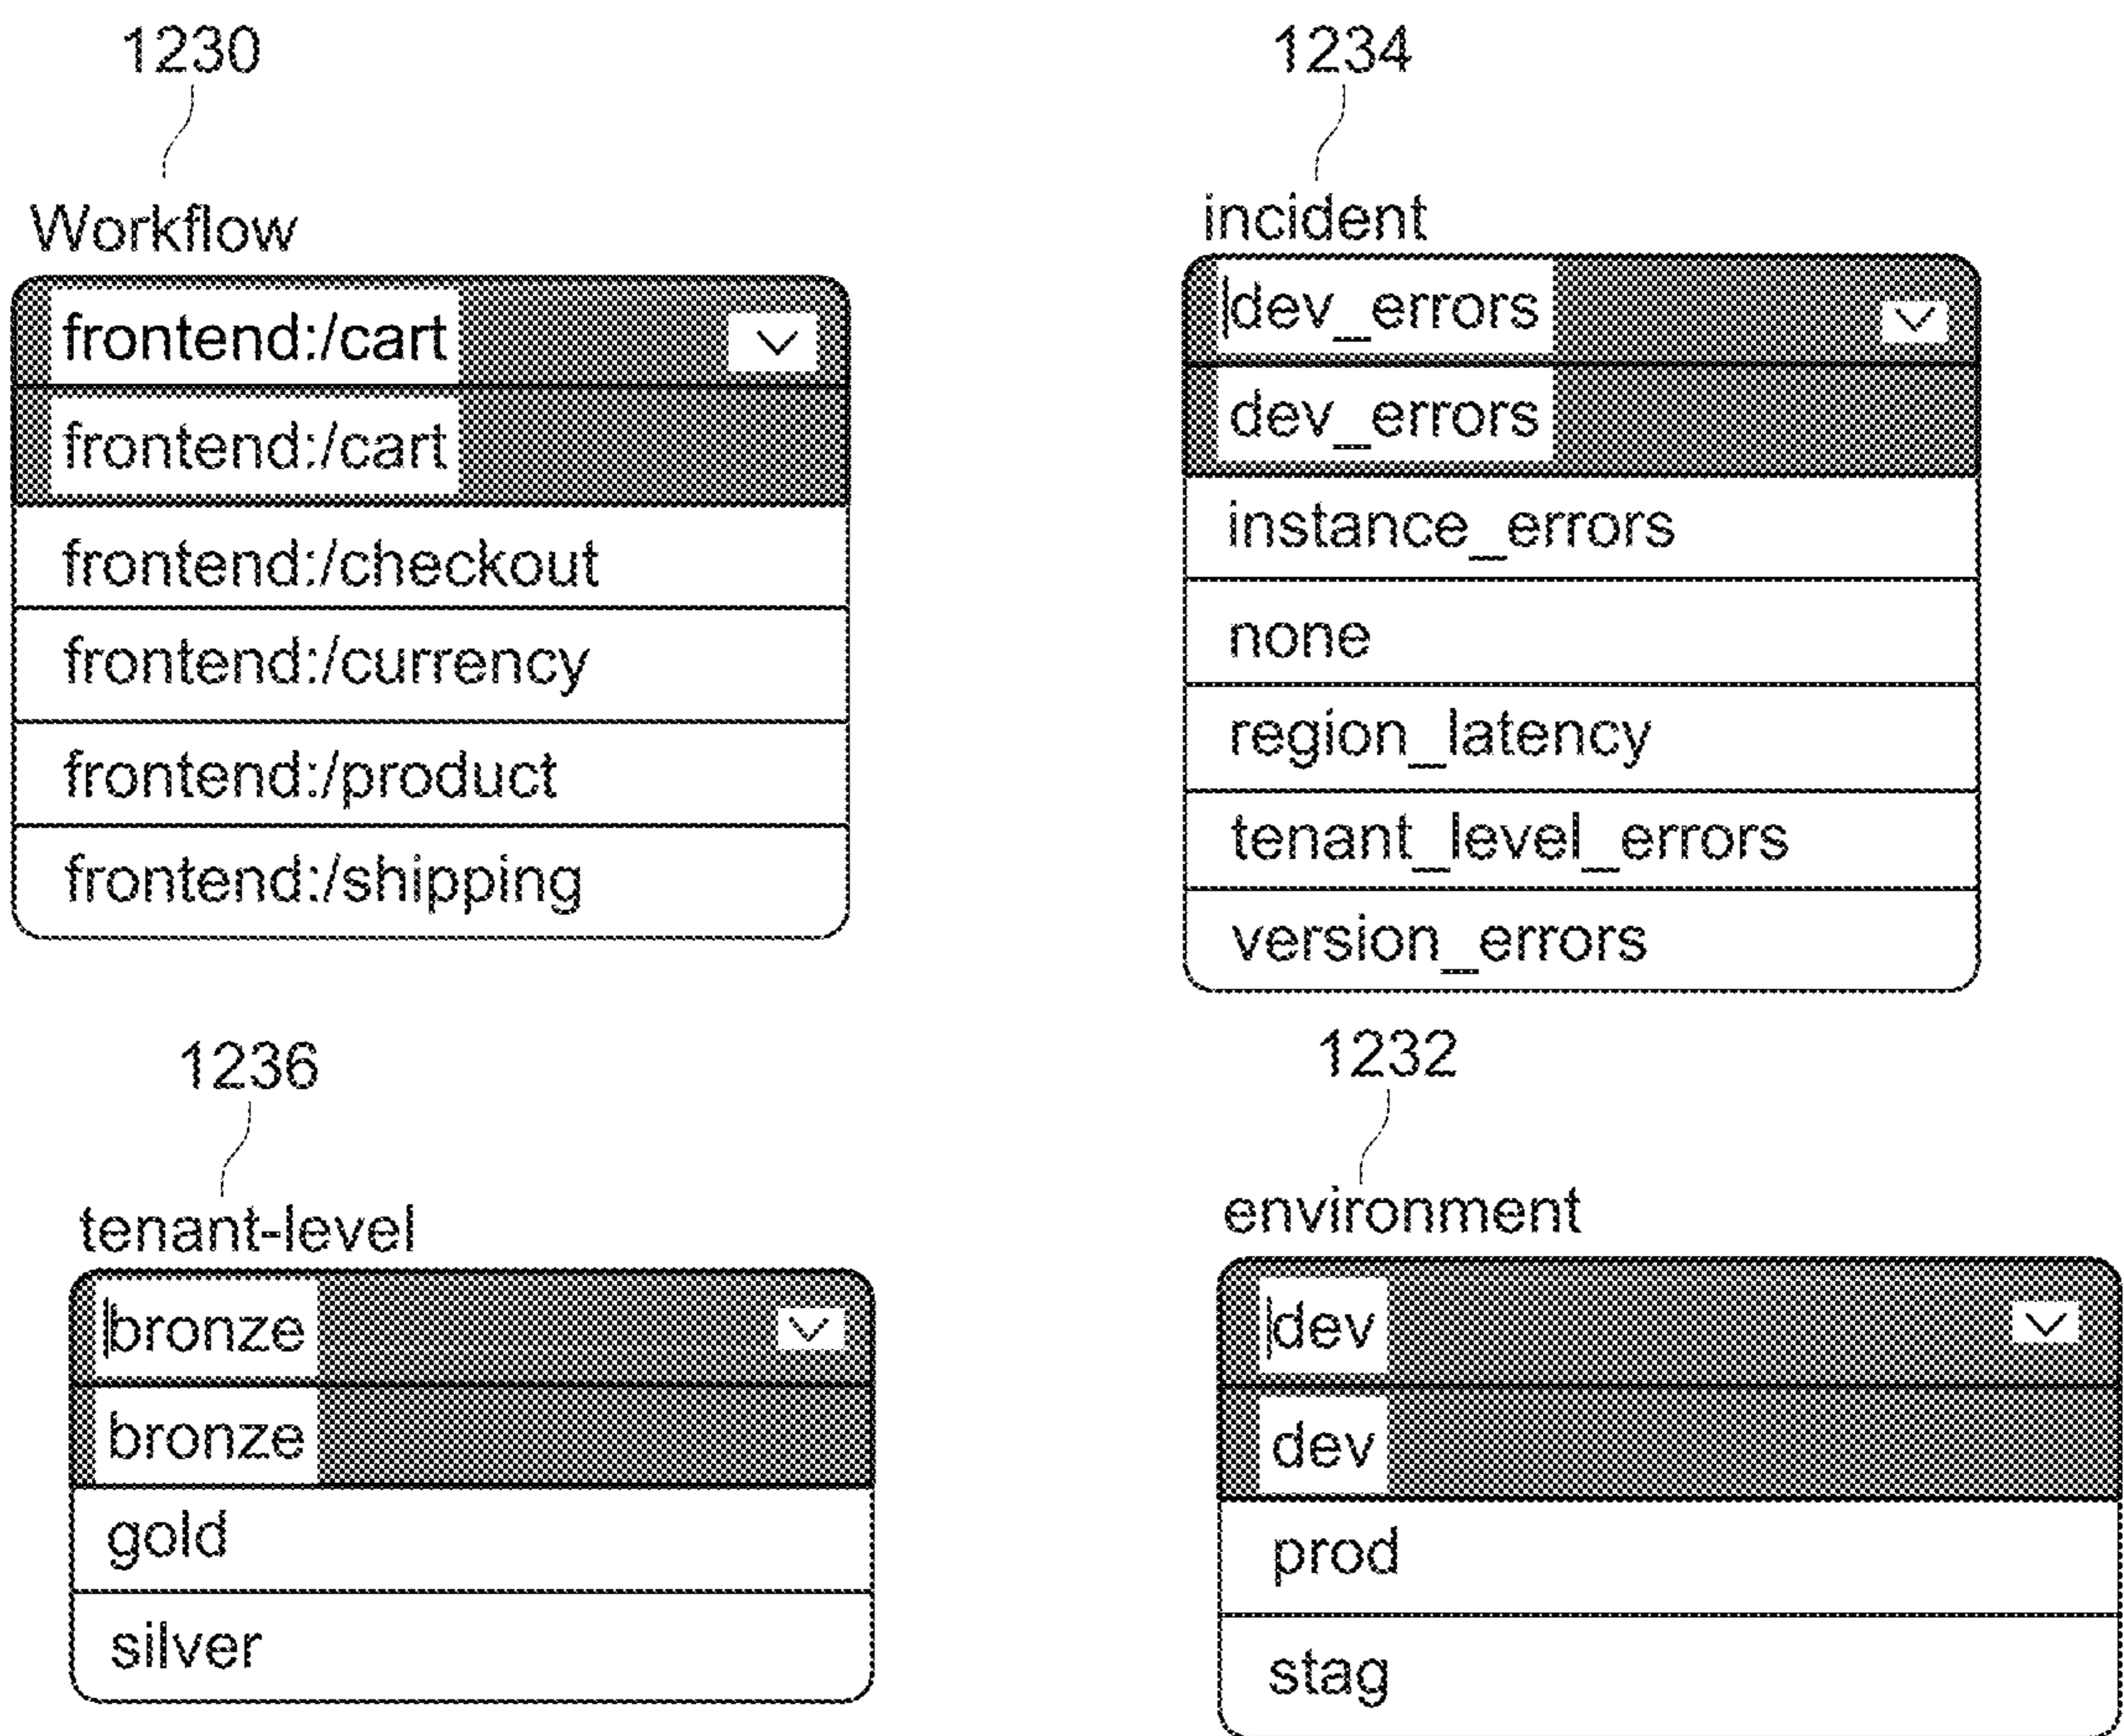 1230
Workflow
frontend:/cart
frontend:/cart
frontend:/checkout
frontend:/currency
frontend:/product
frontend:/shipping
1234
incident
dev_errors
dev_errors
instance_errors
none
region_latency
tenant_level_errors
version_errors
1236
tenant-level
bronze
bronze
gold
silver
1232
environment
dev
dev
prod
stag